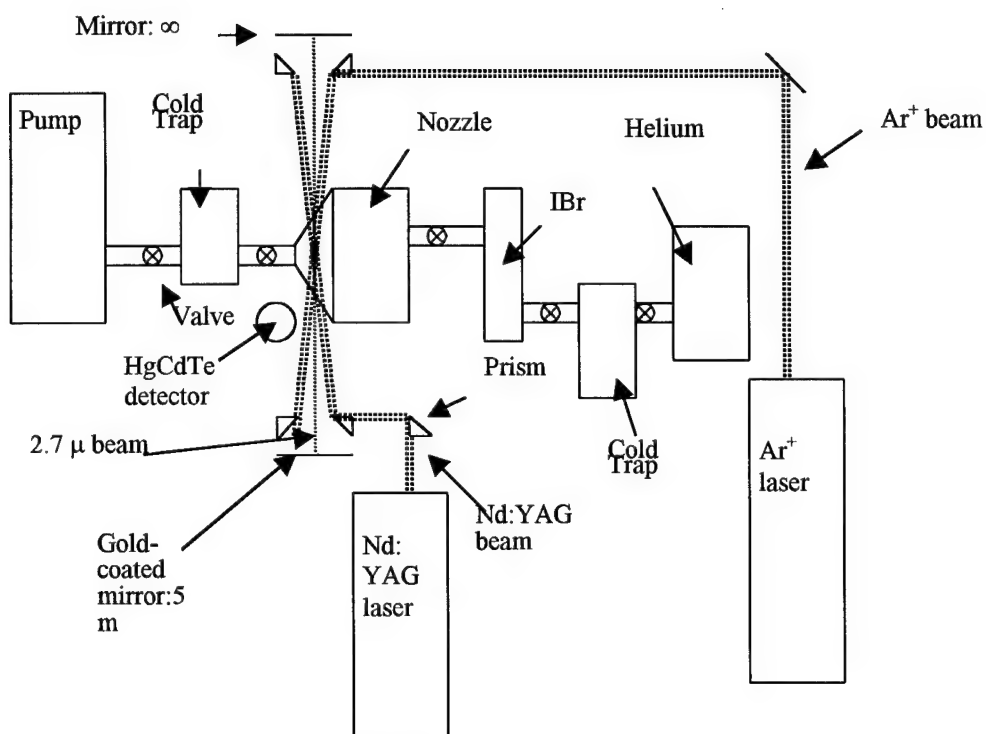 Mirror: ∞
Pump
Cold
Trap
Nozzle
Helium
Ar⁺ beam
IBr
Valve
HgCdTe
detector
Prism
2.7 μ beam
Cold
Trap
Ar⁺
laser
Gold-
coated
mirror:5
m
Nd:
YAG
laser
Nd:YAG
beam